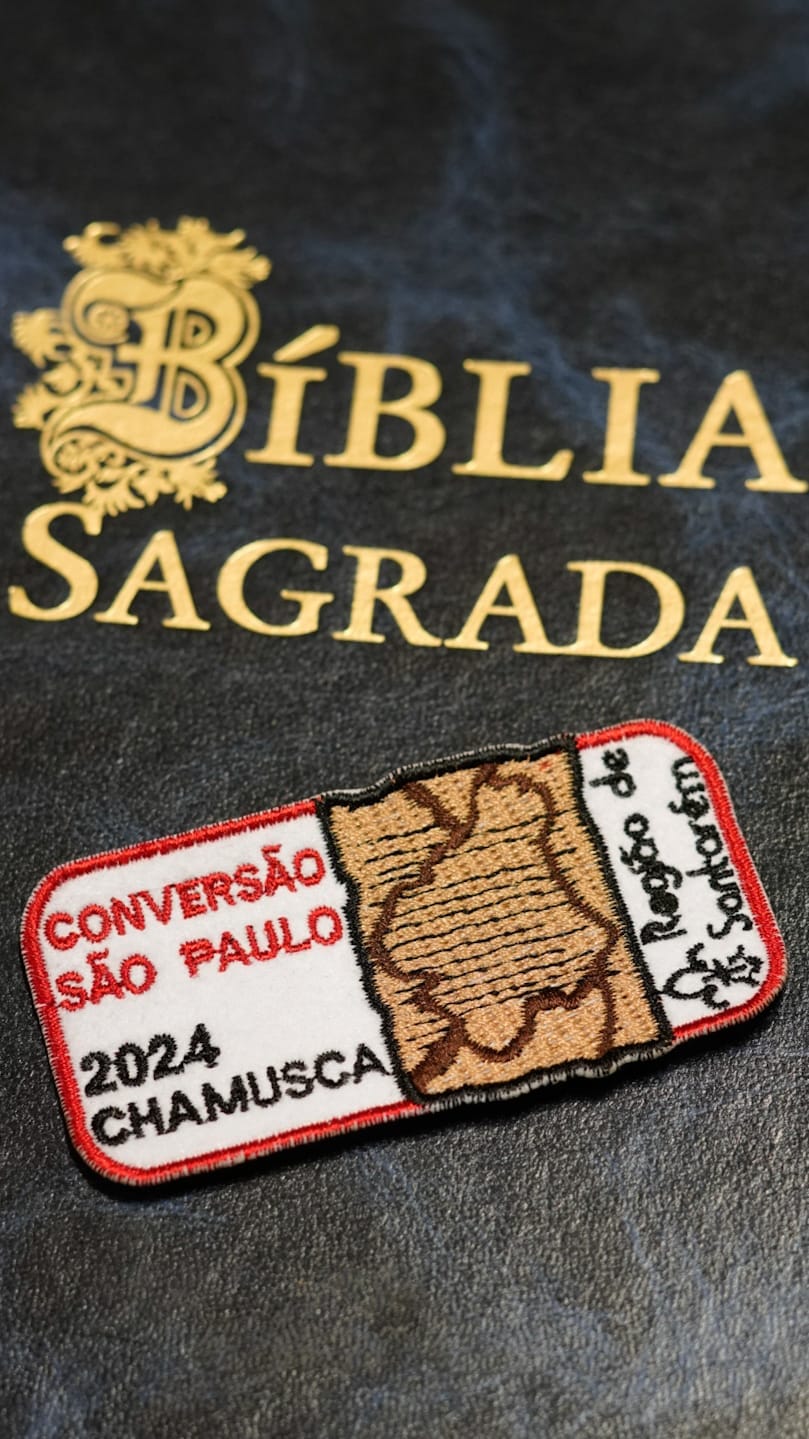 BÍBLIA
SAGRADA
CONVERSÃO
SÃO PAULO
2024
CHAMUSCA
Região de
Santarém